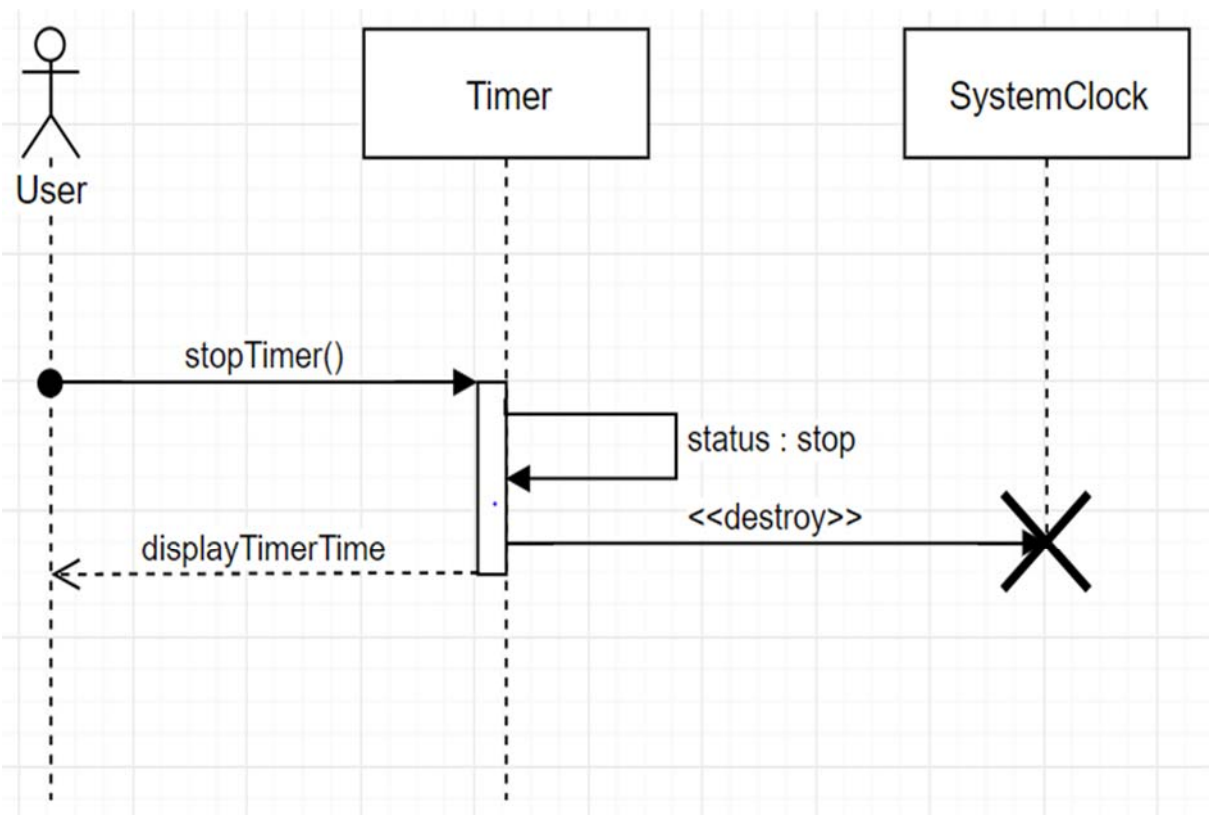 Timer
SystemClock
User
stopTimer()
status : stop
<<destroy>>
displayTimerTime